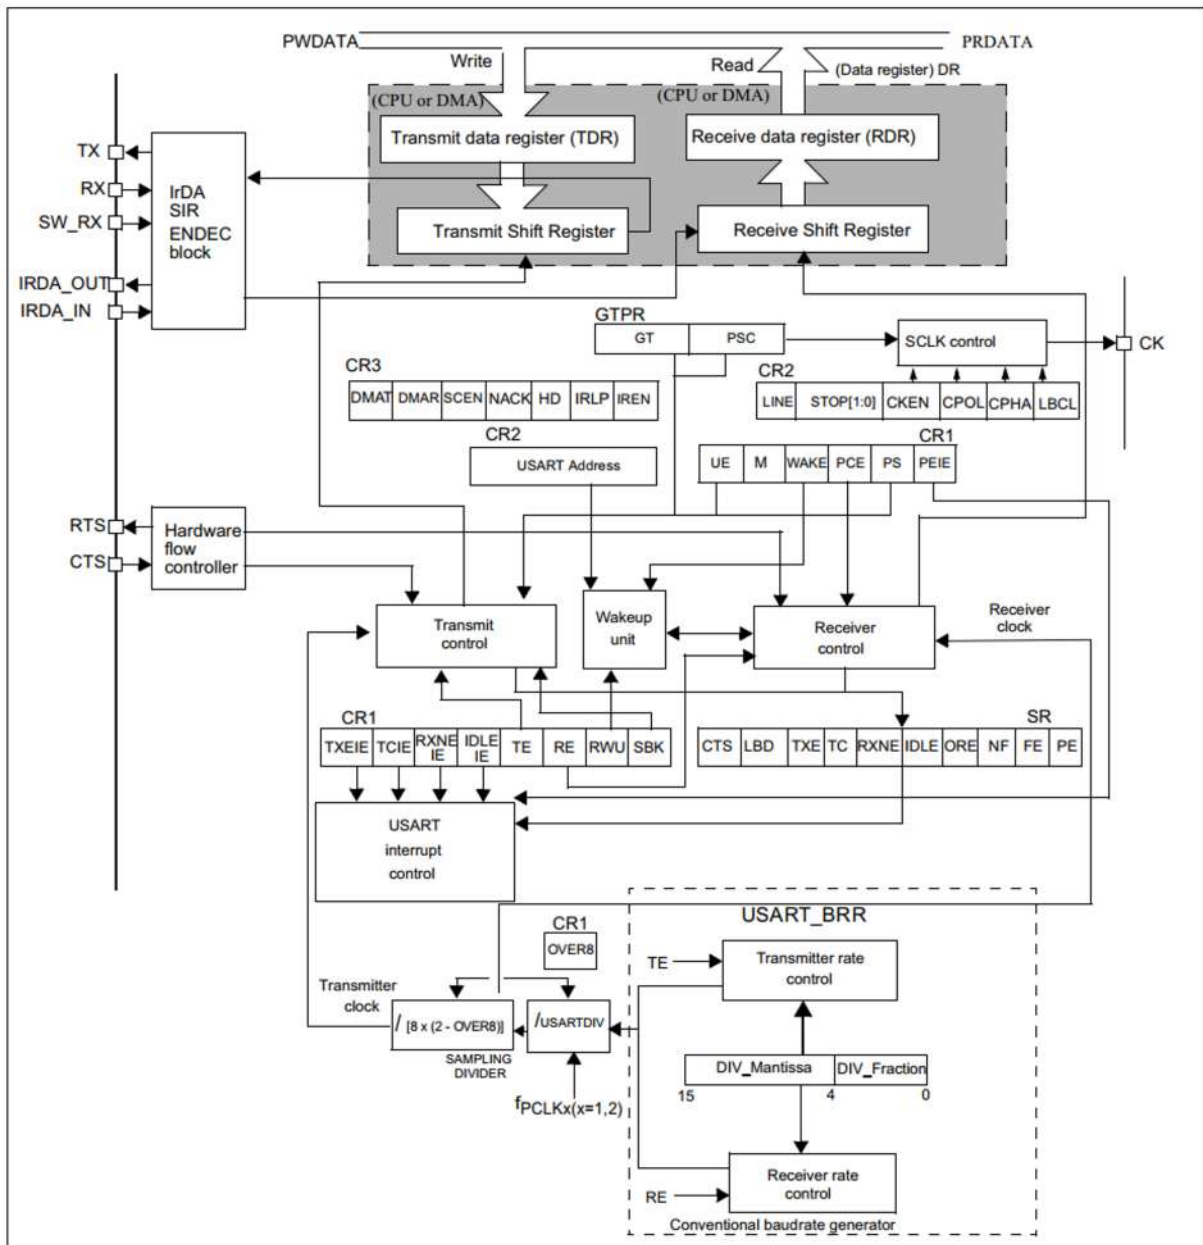 PWDATA
PRDATA
Write
Read
(Data register) DR
(CPU or DMA)
(CPU or DMA)
Transmit data register (TDR)
Receive data register (RDR)
TX
RX
SW_RX
IRDA_OUT
IRDA_IN
IrDA
SIR
ENDEC
block
Transmit Shift Register
Receive Shift Register
GTPR
GT
PSC
SCLK control
CK
CR3
DMAT
DMAR
SCEN
NACK
HD
IRLP
IREN
CR2
LINE
STOP[1:0]
CKEN
CPOL
CPHA
LBCL
CR2
USART Address
CR1
UE
M
WAKE
PCE
PS
PEIE
RTS
CTS
Hardware
flow
controller
Transmit
control
Wakeup
unit
Receiver
control
Receiver
clock
CR1
TXEIE
TCIE
RXNE
IE
IDLE
IE
TE
RE
RWU
SBK
SR
CTS
LBD
TXE
TC
RXNE
IDLE
ORE
NF
FE
PE
USART
interrupt
control
USART_BRR
CR1
OVER8
TE
Transmitter rate
control
Transmitter
clock
/ [8 x (2 - OVER8)]
/USARTDIV
SAMPLING
DIVIDER
fPCLKx(x=1,2)
DIV_Mantissa
DIV_Fraction
15
4
0
RE
Receiver rate
control
Conventional baudrate generator